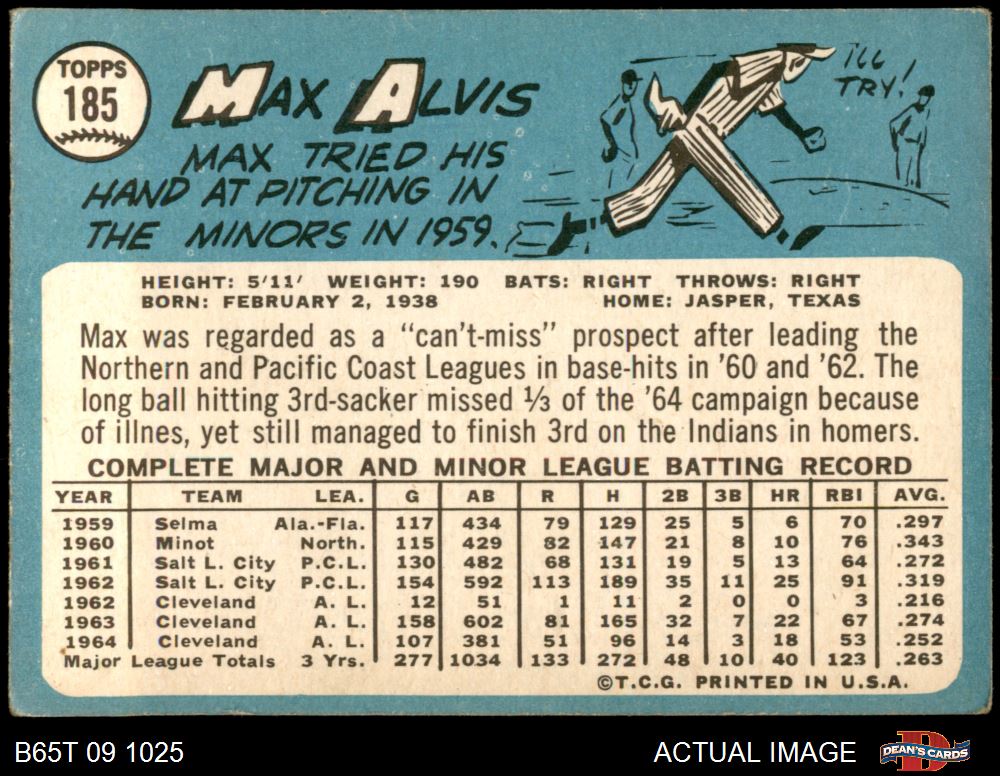 TOPPS
185
MAX ALVIS
I'LL
TRY!
MAX TRIED HIS
HAND AT PITCHING IN
THE MINORS IN 1959.
HEIGHT: 5'11' WEIGHT: 190 BATS: RIGHT THROWS: RIGHT
BORN: FEBRUARY 2, 1938 HOME: JASPER, TEXAS
Max was regarded as a "can't-miss" prospect after leading the
Northern and Pacific Coast Leagues in base-hits in '60 and '62. The
long ball hitting 3rd-sacker missed ⅓ of the '64 campaign because
of illnes, yet still managed to finish 3rd on the Indians in homers.
COMPLETE MAJOR AND MINOR LEAGUE BATTING RECORD
YEAR TEAM LEA. G AB R H 2B 3B HR RBI AVG.
1959 Selma Ala.-Fla. 117 434 79 129 25 5 6 70 .297
1960 Minot North. 115 429 82 147 21 8 10 76 .343
1961 Salt L. City P.C.L. 130 482 68 131 19 5 13 64 .272
1962 Salt L. City P.C.L. 154 592 113 189 35 11 25 91 .319
1962 Cleveland A. L. 12 51 1 11 2 0 0 3 .216
1963 Cleveland A. L. 158 602 81 165 32 7 22 67 .274
1964 Cleveland A. L. 107 381 51 96 14 3 18 53 .252
Major League Totals 3 Yrs. 277 1034 133 272 48 10 40 123 .263
©T.C.G. PRINTED IN U.S.A.
B65T 09 1025 ACTUAL IMAGE D DEAN'S CARDS